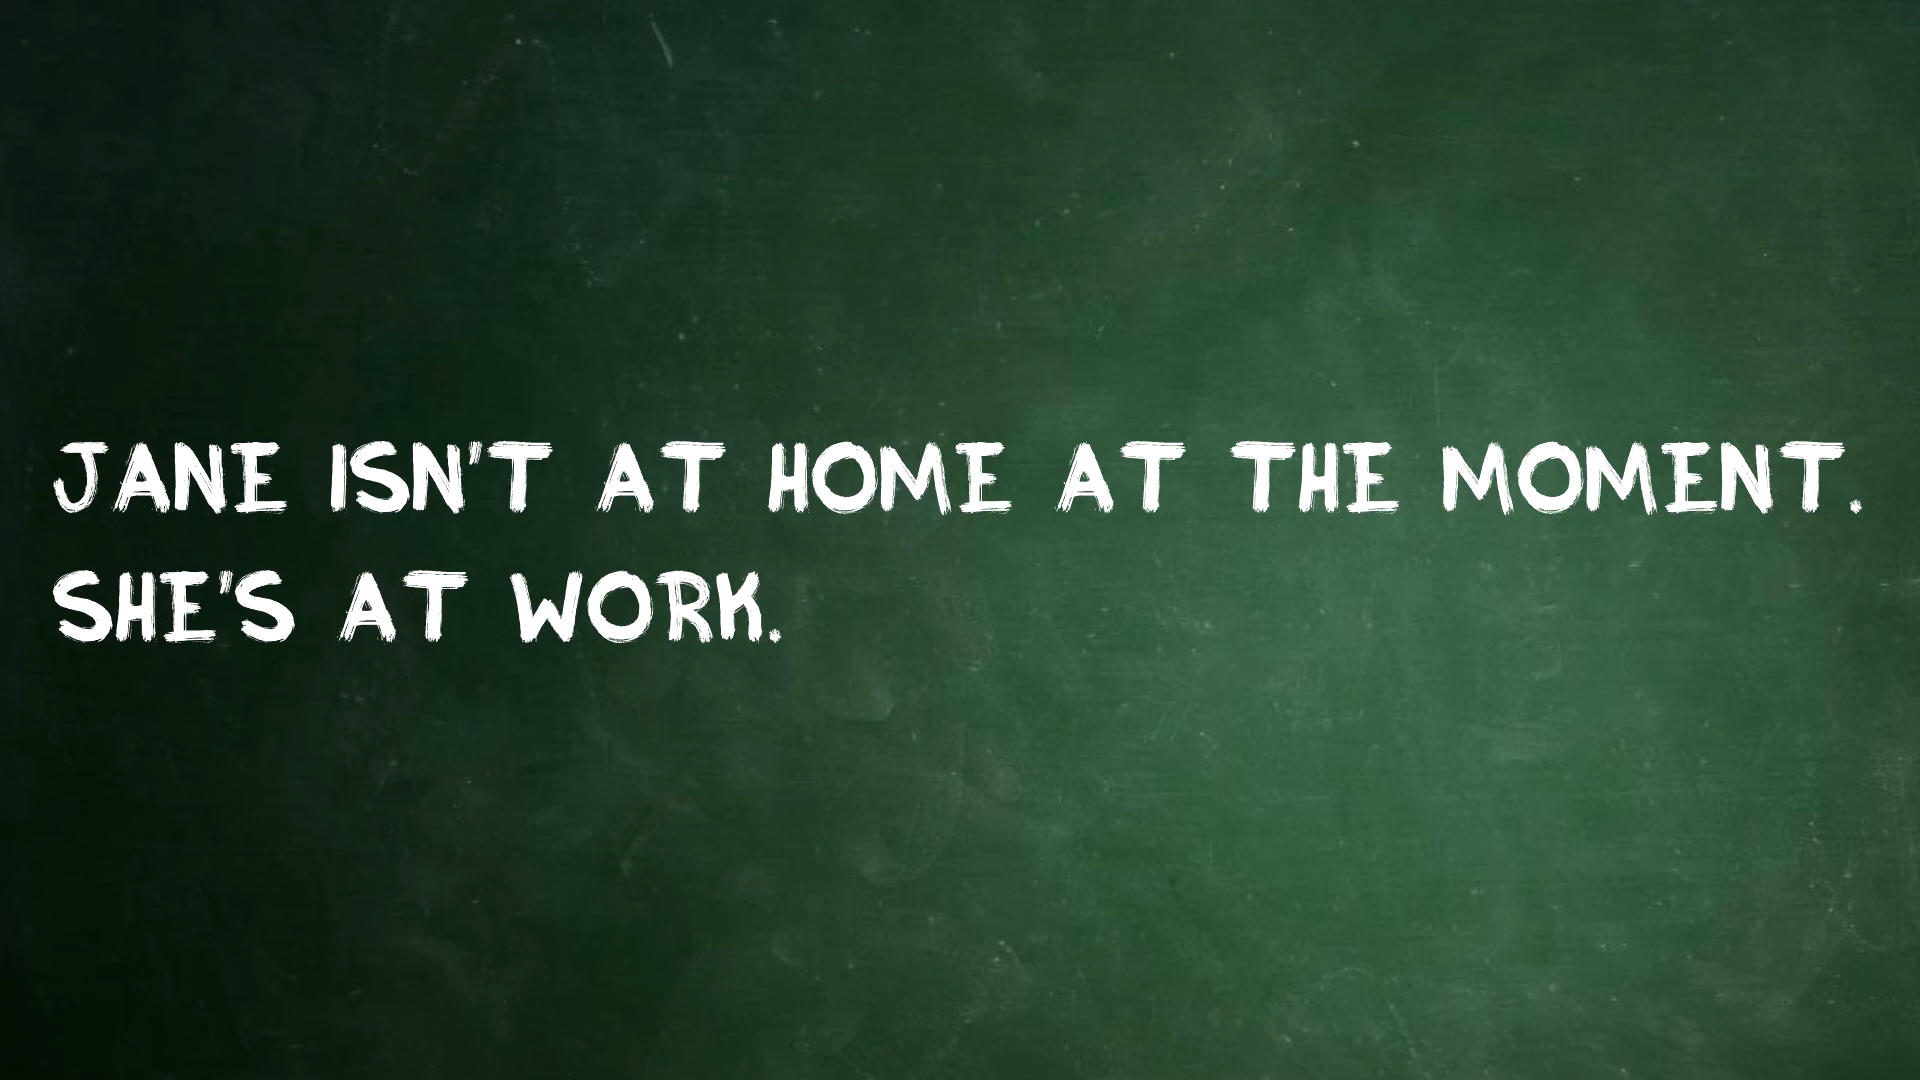 JANE ISN'T AT HOME AT THE MOMENT.
SHE'S AT WORK.